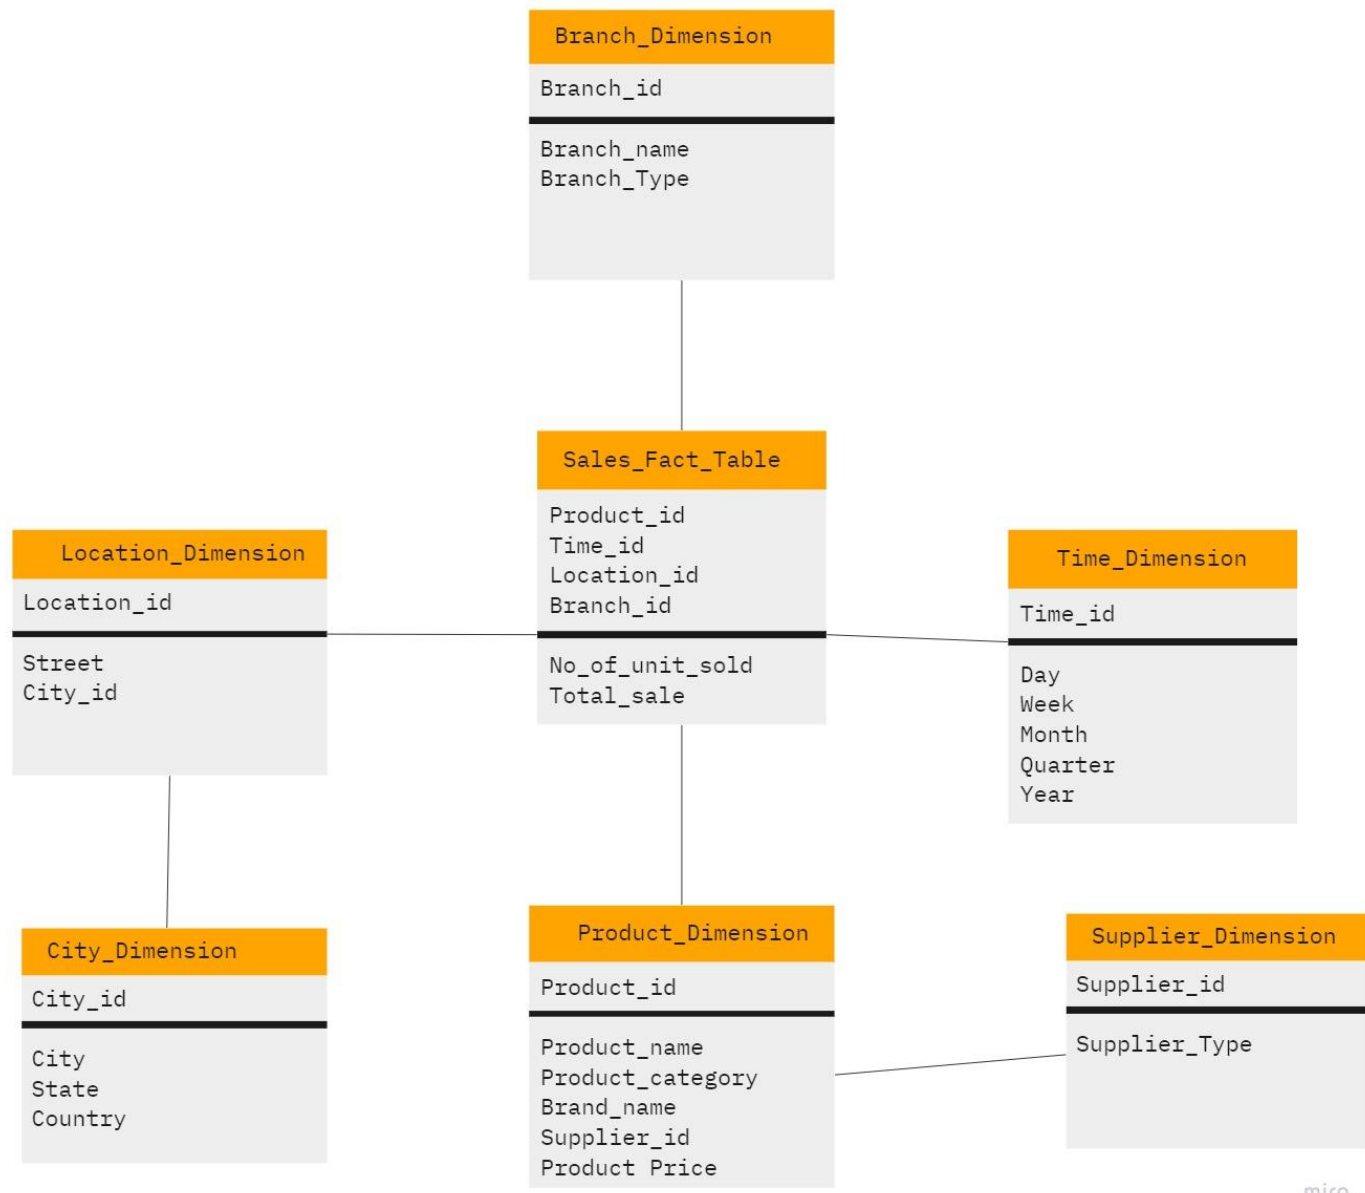 Branch_Dimension
Branch_id
Branch_name
Branch_Type
Sales_Fact_Table
Product_id
Time_id
Location_id
Branch_id
No_of_unit_sold
Total_sale
Location_Dimension
Location_id
Street
City_id
Time_Dimension
Time_id
Day
Week
Month
Quarter
Year
City_Dimension
City_id
City
State
Country
Product_Dimension
Product_id
Product_name
Product_category
Brand_name
Supplier_id
Product Price
Supplier_Dimension
Supplier_id
Supplier_Type
miro